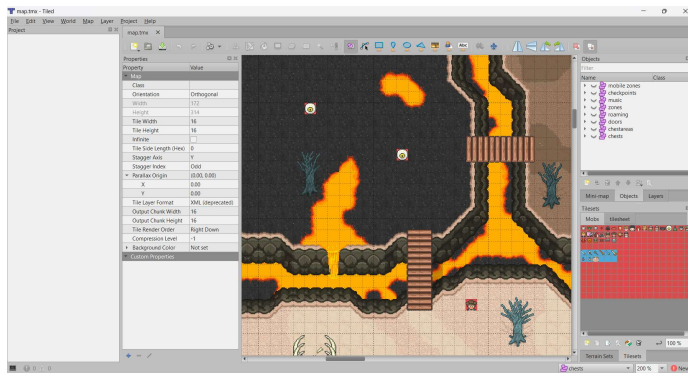 map.tmx - Tiled
File Edit View World Map Layer Project Help
Project
map.tmx
Abc
Properties
Property Value
Map
Class
Orientation Orthogonal
Width 172
Height 314
Tile Width 16
Tile Height 16
Infinite
Tile Side Length (Hex) 0
Stagger Axis Y
Stagger Index Odd
Parallax Origin (0.00, 0.00)
X 0.00
Y 0.00
Tile Layer Format XML (deprecated)
Output Chunk Width 16
Output Chunk Height 16
Tile Render Order Right Down
Compression Level -1
Background Color Not set
Custom Properties
Objects
Filter
Name Class
mobile zones
checkpoints
music
zones
roaming
doors
chestareas
chests
Mini-map Objects Layers
Tilesets
Mobs tilesheet
100 %
Terrain Sets Tilesets
0 0
chests 200 % New